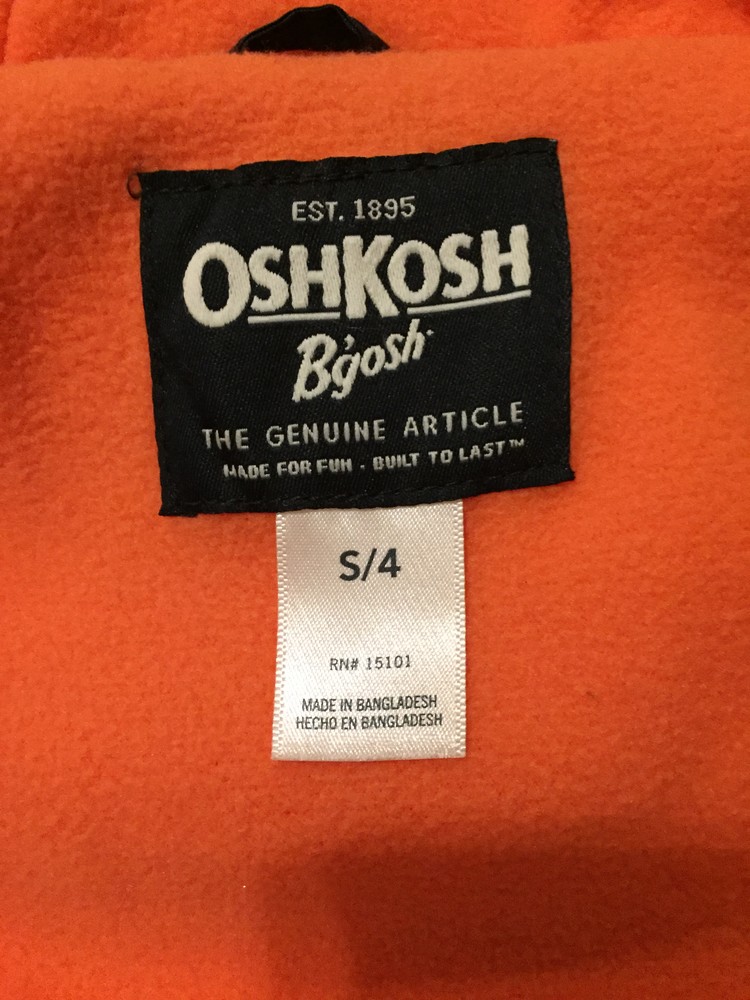 EST. 1895
OSHKOSH
B'gosh
THE GENUINE ARTICLE
MADE FOR FUN - BUILT TO LAST™
S/4
RN# 15101
MADE IN BANGLADESH
HECHO EN BANGLADESH